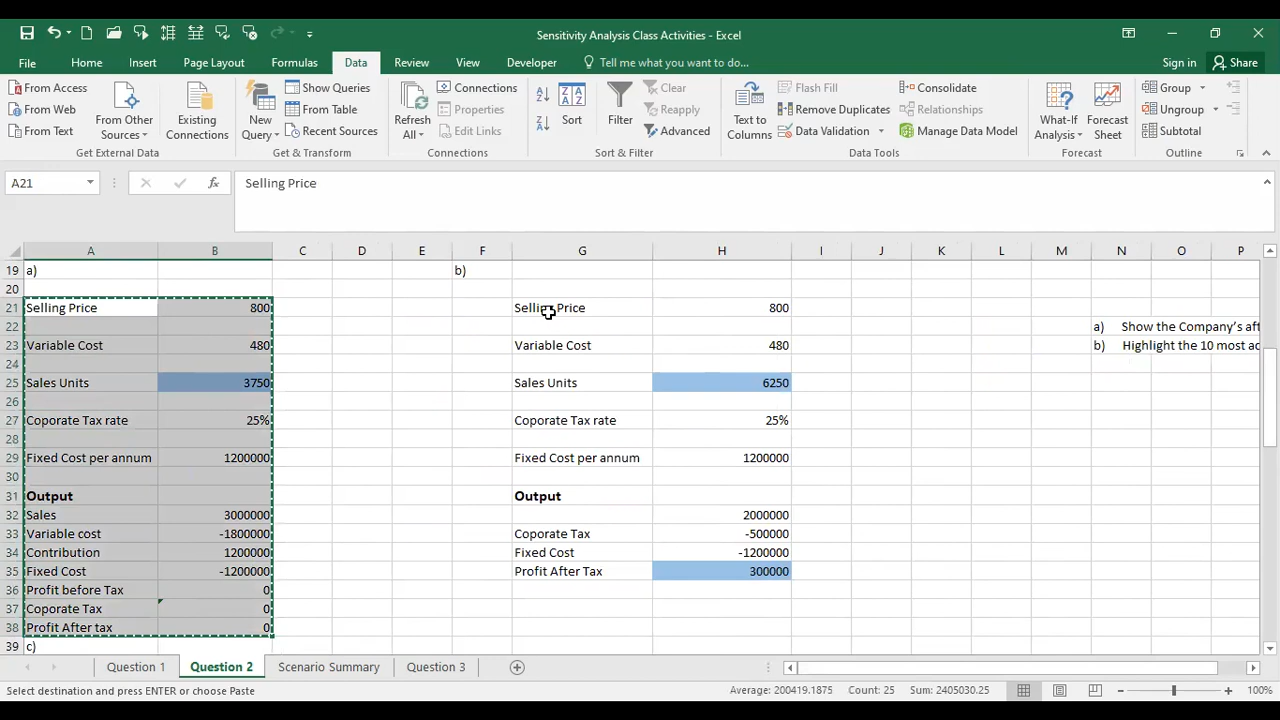 Sensitivity Analysis Class Activities - Excel
File Home Insert Page Layout Formulas Data Review View Developer Tell me what you want to do... Sign in Share
From Access
From Web
From Text
From Other Sources
Existing Connections
Get External Data
New Query
Show Queries
From Table
Recent Sources
Get & Transform
Refresh All
Connections
Properties
Edit Links
Connections
Sort
Filter
Clear
Reapply
Advanced
Sort & Filter
Text to Columns
Flash Fill
Remove Duplicates
Data Validation
Consolidate
Relationships
Manage Data Model
Data Tools
What-If Analysis
Forecast Sheet
Forecast
Group
Ungroup
Subtotal
Outline
A21 fx Selling Price
A B C D E F G H I J K L M N O P
19 a) b)
20
21 Selling Price 800 Selling Price 800
22 a) Show the Company's aft
23 Variable Cost 480 Variable Cost 480 b) Highlight the 10 most ac
24
25 Sales Units 3750 Sales Units 6250
26
27 Coporate Tax rate 25% Coporate Tax rate 25%
28
29 Fixed Cost per annum 1200000 Fixed Cost per annum 1200000
30
31 Output Output
32 Sales 3000000 2000000
33 Variable cost -1800000 Coporate Tax -500000
34 Contribution 1200000 Fixed Cost -1200000
35 Fixed Cost -1200000 Profit After Tax 300000
36 Profit before Tax 0
37 Coporate Tax 0
38 Profit After tax 0
39 c)
Question 1 Question 2 Scenario Summary Question 3
Select destination and press ENTER or choose Paste Average: 200419.1875 Count: 25 Sum: 2405030.25 100%